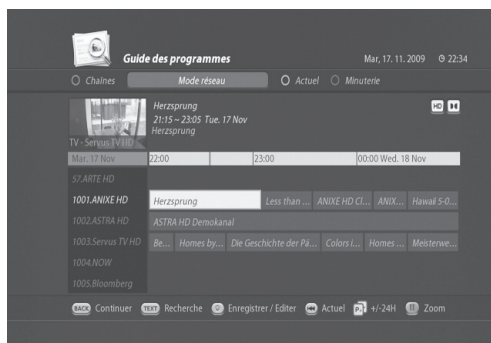 Guide des programmes Mar, 17. 11. 2009 22:34
Chaînes Mode réseau Actuel Minuterie
Herzsprung HD
21:15 ~ 23:05 Tue. 17 Nov
Herzsprung
TV - Servus TV HD
Mar. 17 Nov 22:00 23:00 00:00 Wed. 18 Nov
57.ARTE HD
1001.ANIXE HD Herzsprung Less than ... ANIXE HD Cl... ANIX... Hawaii 5-0...
1002.ASTRA HD ASTRA HD Demokanal
1003.Servus TV HD Be... Homes by... Die Geschichte der Pä... Colors i... Homes ... Meisterwe...
1004.NOW
1005.Bloomberg
BACK Continuer TEXT Recherche Enregistrer / Editer Actuel P. +/-24H Zoom